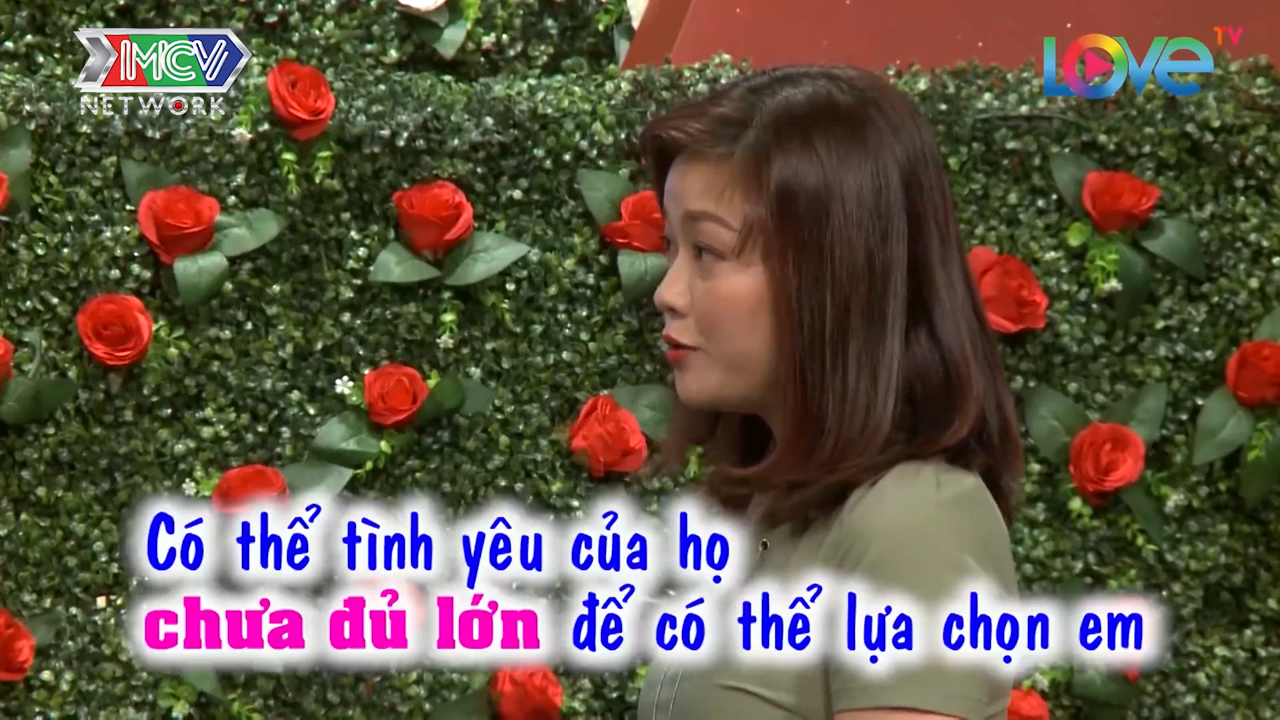 MCV
NETWORK
LOVE TV
Có thể tình yêu của họ
chưa đủ lớn để có thể lựa chọn em